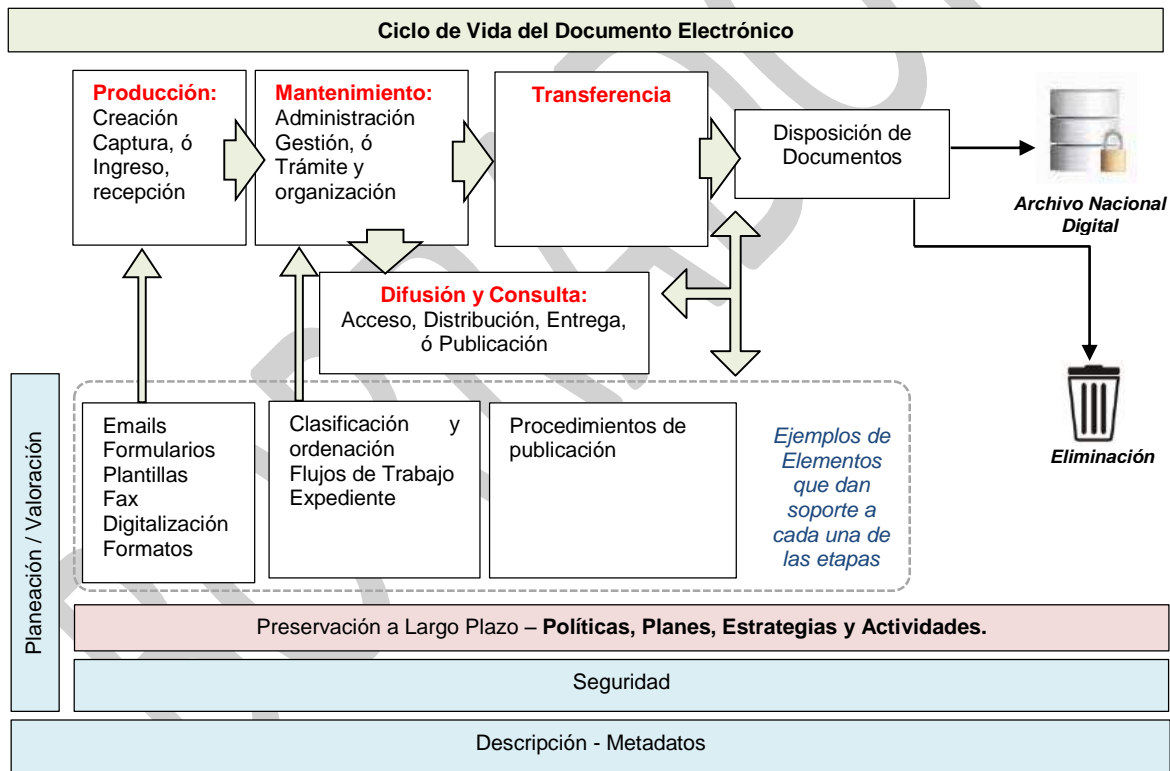 Ciclo de Vida del Documento Electrónico
Producción:
Creación
Captura, ó
Ingreso,
recepción
Mantenimiento:
Administración
Gestión, ó
Trámite y
organización
Transferencia
Disposición de
Documentos
Archivo Nacional
Digital
Difusión y Consulta:
Acceso, Distribución, Entrega,
ó Publicación
Eliminación
Planeación / Valoración
Emails
Formularios
Plantillas
Fax
Digitalización
Formatos
Clasificación y
ordenación
Flujos de Trabajo
Expediente
Procedimientos de
publicación
Ejemplos de
Elementos
que dan
soporte a
cada una de
las etapas
Preservación a Largo Plazo – Políticas, Planes, Estrategias y Actividades.
Seguridad
Descripción - Metadatos